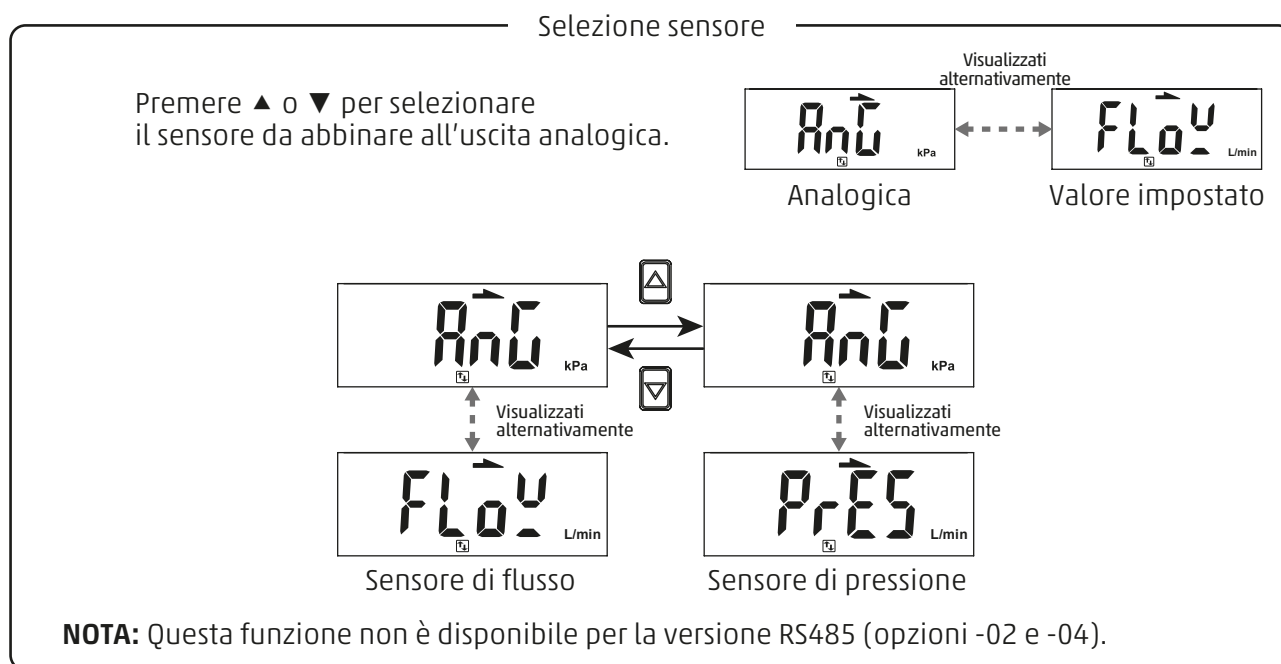 Selezione sensore
Premere ▲ o ▼ per selezionare
il sensore da abbinare all'uscita analogica.
Visualizzati
alternativamente
AnG
kPa
FLoW
L/min
Analogica
Valore impostato
AnG
kPa
AnG
kPa
Visualizzati
alternativamente
Visualizzati
alternativamente
FLoW
L/min
PrES
L/min
Sensore di flusso
Sensore di pressione
NOTA: Questa funzione non è disponibile per la versione RS485 (opzioni -02 e -04).